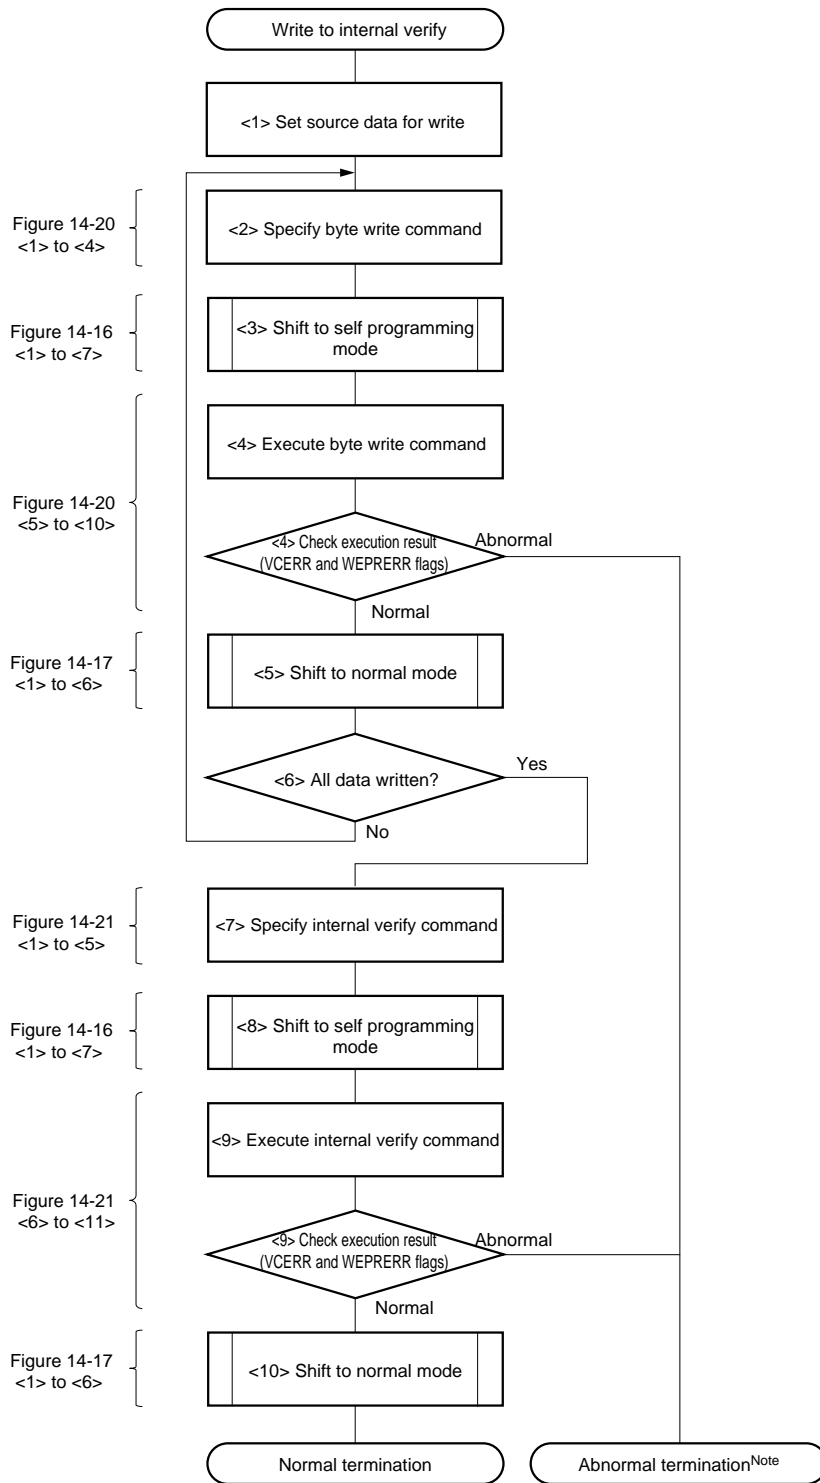 Write to internal verify
<1> Set source data for write
Figure 14-20
<1> to <4>
<2> Specify byte write command
Figure 14-16
<1> to <7>
<3> Shift to self programming
mode
<4> Execute byte write command
Figure 14-20
<5> to <10>
<4> Check execution result
(VCERR and WEPRERR flags)
Abnormal
Normal
Figure 14-17
<1> to <6>
<5> Shift to normal mode
<6> All data written?
Yes
No
Figure 14-21
<1> to <5>
<7> Specify internal verify command
Figure 14-16
<1> to <7>
<8> Shift to self programming
mode
<9> Execute internal verify command
Figure 14-21
<6> to <11>
<9> Check execution result
(VCERR and WEPRERR flags)
Abnormal
Normal
Figure 14-17
<1> to <6>
<10> Shift to normal mode
Normal termination
Abnormal terminationNote